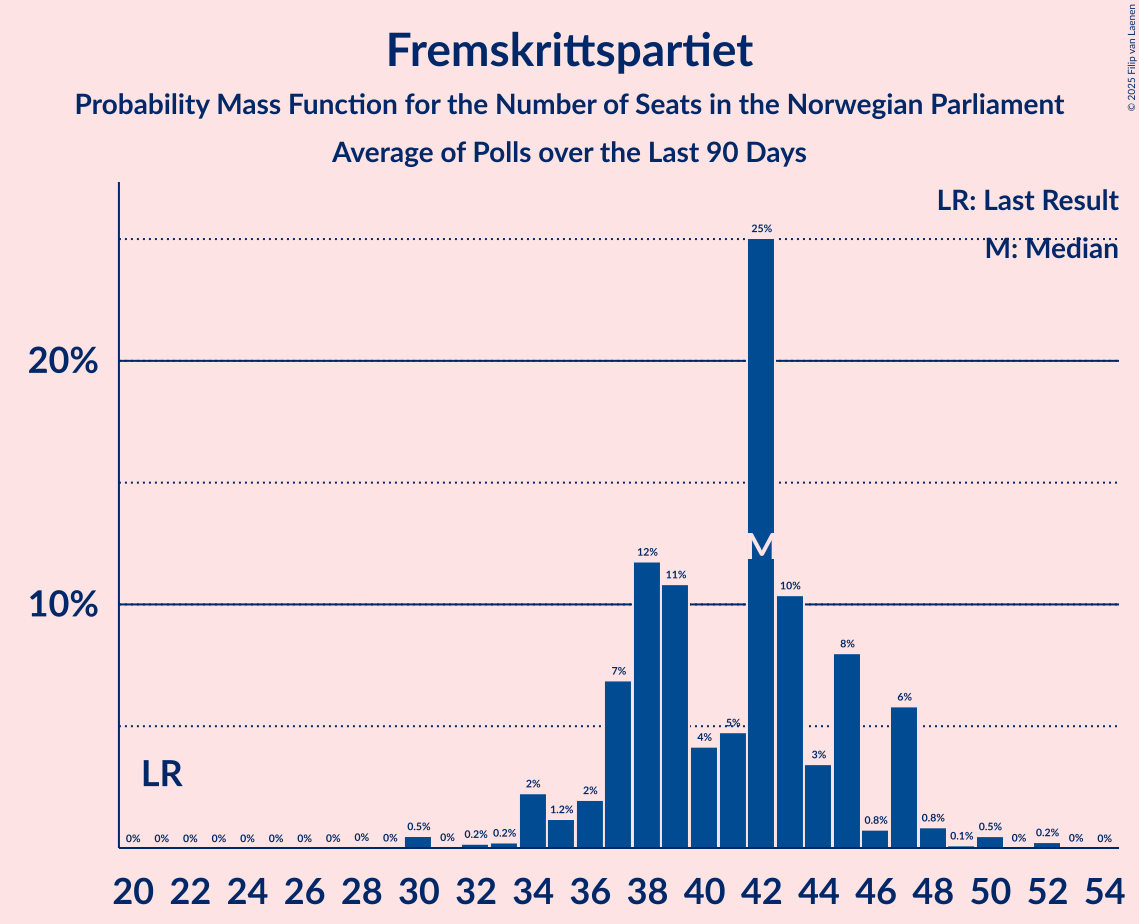 Fremskrittspartiet
Probability Mass Function for the Number of Seats in the Norwegian Parliament
Average of Polls over the Last 90 Days
© 2025 Filip van Laenen
LR: Last Result
M: Median
20%
10%
LR
M
0% 0% 0% 0% 0% 0% 0% 0% 0% 0% 0.5% 0% 0.2% 0.2% 2% 1.2% 2% 7% 12% 11% 4% 5% 25% 10% 3% 8% 0.8% 6% 0.8% 0.1% 0.5% 0% 0.2% 0% 0%
20 22 24 26 28 30 32 34 36 38 40 42 44 46 48 50 52 54